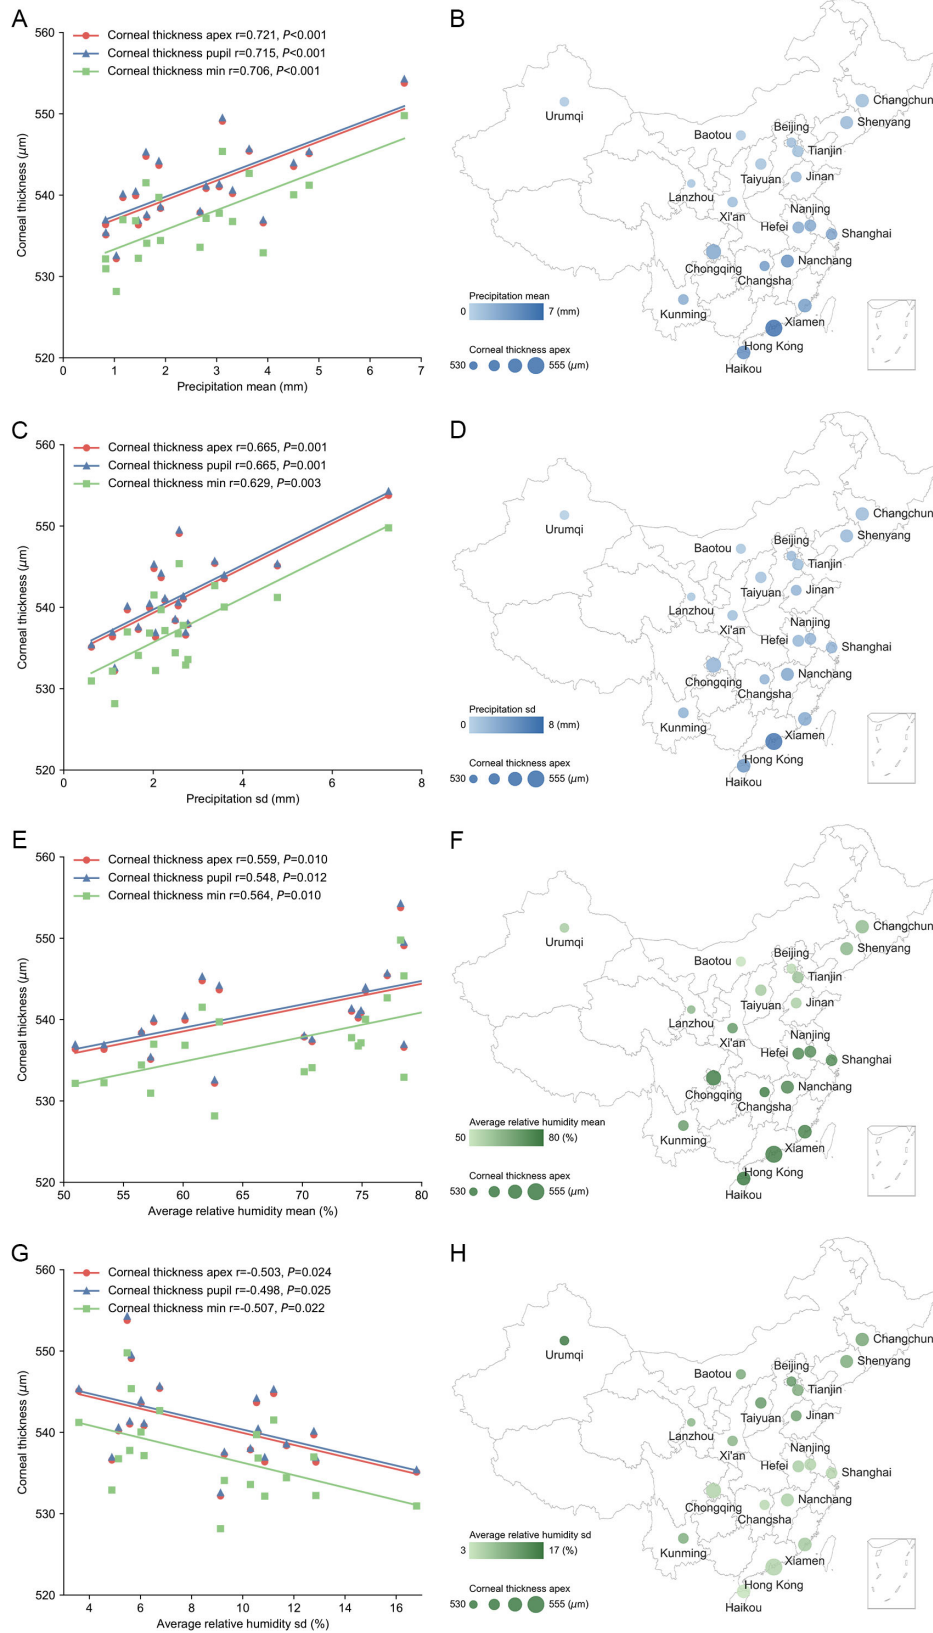 A
560
550
540
530
520
Corneal thickness (μm)
Corneal thickness apex r=0.721, P<0.001
Corneal thickness pupil r=0.715, P<0.001
Corneal thickness min r=0.706, P<0.001
0 1 2 3 4 5 6 7
Precipitation mean (mm)
B
Urumqi
Changchun
Shenyang
Baotou
Beijing
Tianjin
Taiyuan
Jinan
Lanzhou
Xi'an
Nanjing
Hefei
Shanghai
Chongqing
Nanchang
Changsha
Kunming
Xiamen
Hong Kong
Haikou
Precipitation mean
0 7 (mm)
Corneal thickness apex
530 555 (μm)
C
560
550
540
530
520
Corneal thickness (μm)
Corneal thickness apex r=0.665, P=0.001
Corneal thickness pupil r=0.665, P=0.001
Corneal thickness min r=0.629, P=0.003
0 2 4 6 8
Precipitation sd (mm)
D
Urumqi
Changchun
Shenyang
Baotou
Beijing
Tianjin
Taiyuan
Jinan
Lanzhou
Xi'an
Nanjing
Hefei
Shanghai
Chongqing
Nanchang
Changsha
Kunming
Xiamen
Hong Kong
Haikou
Precipitation sd
0 8 (mm)
Corneal thickness apex
530 555 (μm)
E
560
550
540
530
520
Corneal thickness (μm)
Corneal thickness apex r=0.559, P=0.010
Corneal thickness pupil r=0.548, P=0.012
Corneal thickness min r=0.564, P=0.010
50 55 60 65 70 75 80
Average relative humidity mean (%)
F
Urumqi
Changchun
Shenyang
Baotou
Beijing
Tianjin
Taiyuan
Jinan
Lanzhou
Xi'an
Nanjing
Hefei
Shanghai
Chongqing
Nanchang
Changsha
Kunming
Xiamen
Hong Kong
Haikou
Average relative humidity mean
50 80 (%)
Corneal thickness apex
530 555 (μm)
G
560
550
540
530
520
Corneal thickness (μm)
Corneal thickness apex r=-0.503, P=0.024
Corneal thickness pupil r=-0.498, P=0.025
Corneal thickness min r=-0.507, P=0.022
4 6 8 10 12 14 16
Average relative humidity sd (%)
H
Urumqi
Changchun
Shenyang
Baotou
Beijing
Tianjin
Taiyuan
Jinan
Lanzhou
Xi'an
Nanjing
Hefei
Shanghai
Chongqing
Nanchang
Changsha
Kunming
Xiamen
Hong Kong
Haikou
Average relative humidity sd
3 17 (%)
Corneal thickness apex
530 555 (μm)